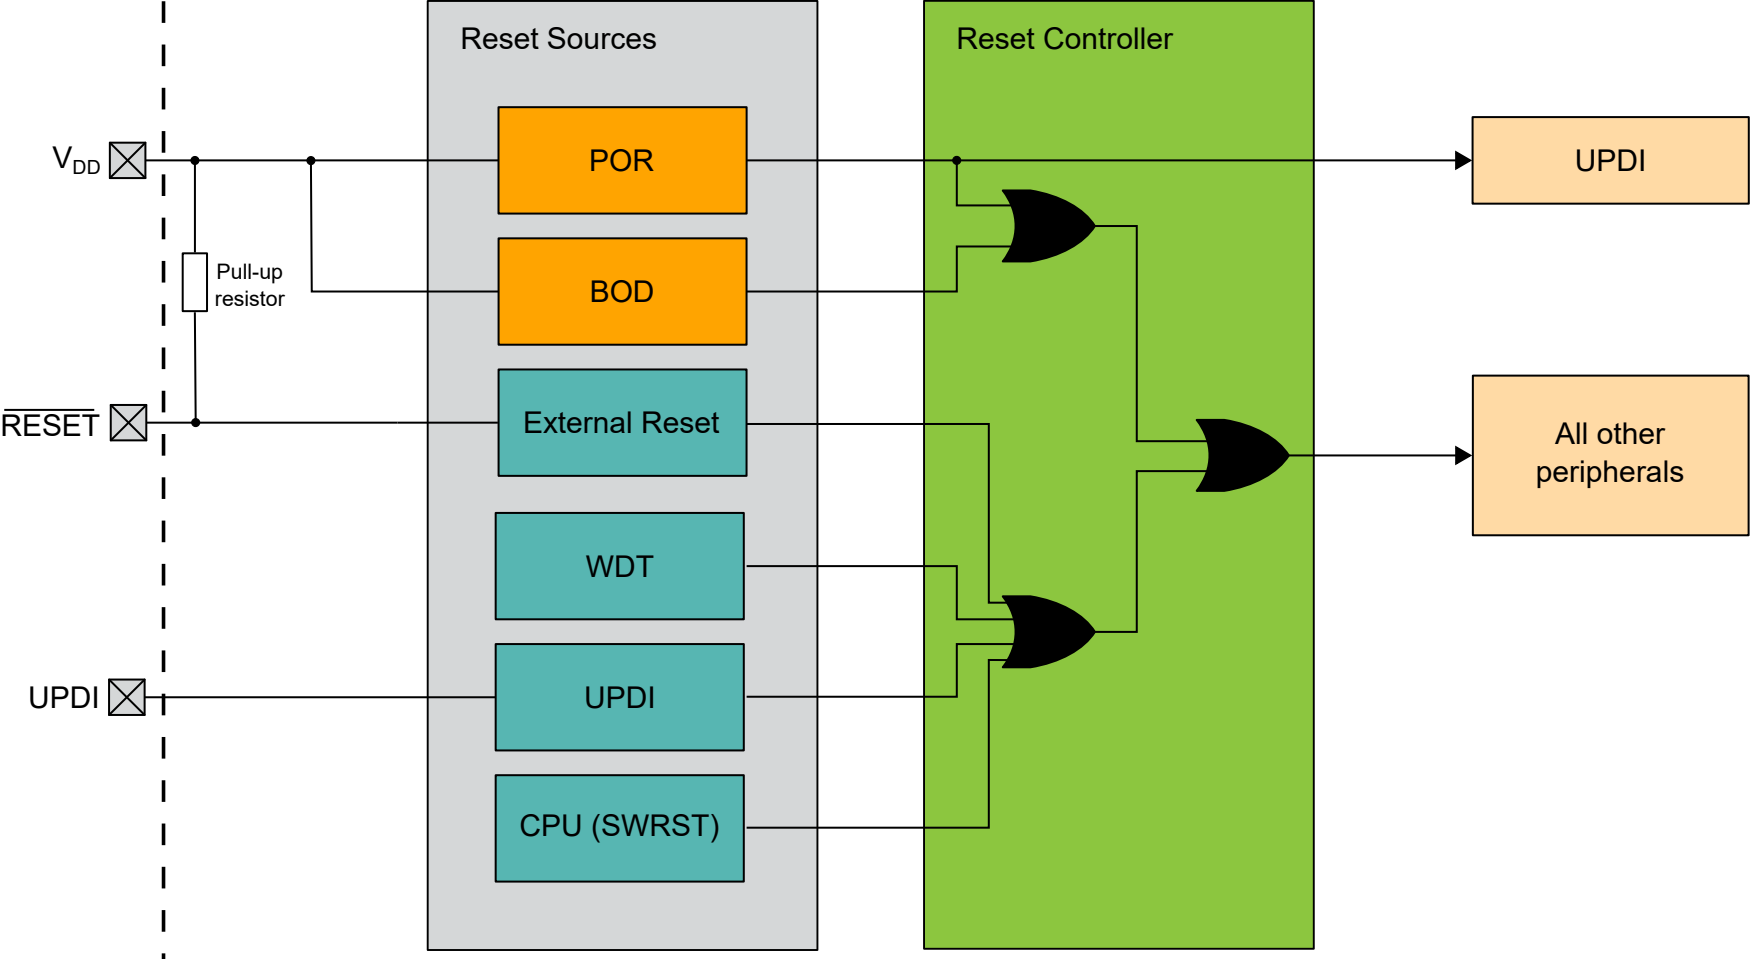 Reset Sources
Reset Controller
VDD
POR
UPDI
Pull-up
resistor
BOD
RESET
External Reset
All other
peripherals
WDT
UPDI
UPDI
CPU (SWRST)